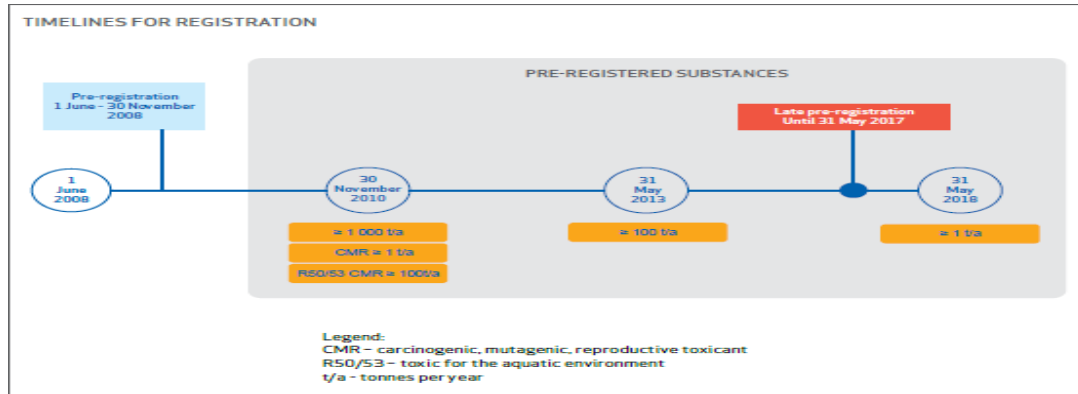 TIMELINES FOR REGISTRATION
PRE-REGISTERED SUBSTANCES
Pre-registration
1 June - 30 November
2008
Late pre-registration
Until 31 May 2017
1
June
2008
30
November
2010
31
May
2013
31
May
2018
≥ 1 000 t/a
CMR ≥ 1 t/a
R50/53 CMR ≥ 100t/a
≥ 100 t/a
≥ 1 t/a
Legend:
CMR – carcinogenic, mutagenic, reproductive toxicant
R50/53 – toxic for the aquatic environment
t/a - tonnes per year